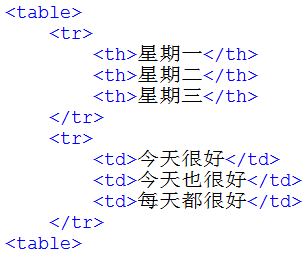 <table>
    <tr>
        <th>星期一</th>
        <th>星期二</th>
        <th>星期三</th>
    </tr>
    <tr>
        <td>今天很好</td>
        <td>今天也很好</td>
        <td>每天都很好</td>
    </tr>
<table>